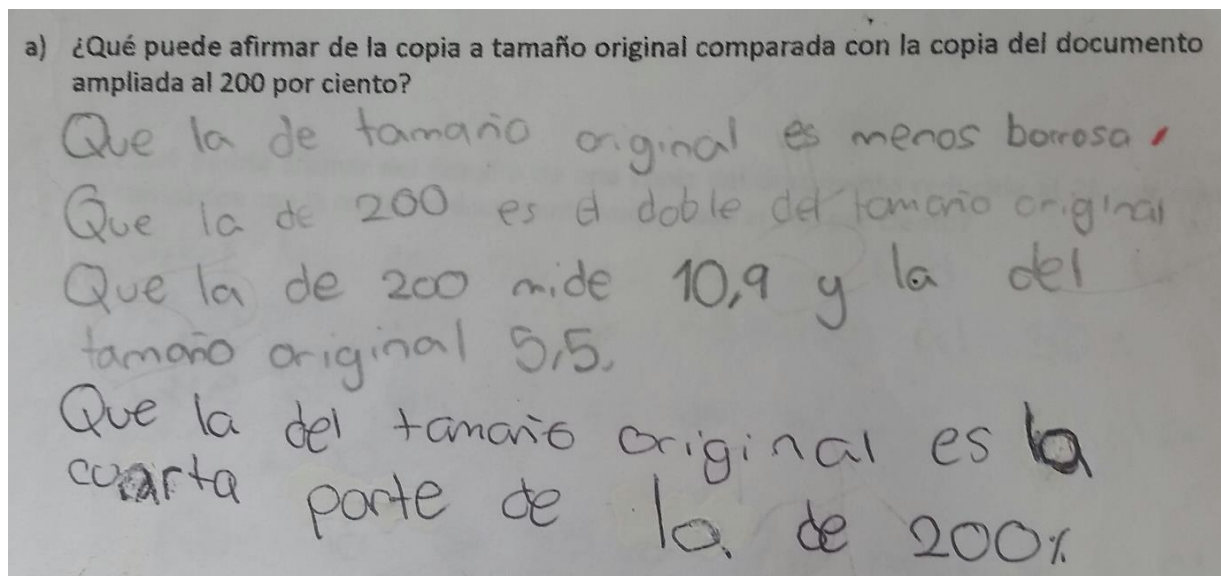 a) ¿Qué puede afirmar de la copia a tamaño original comparada con la copia del documento
ampliada al 200 por ciento?
Que la de tamaño original es menos borrosa
Que la de 200 es el doble del tamaño original
Que la de 200 mide 10,9 y la del
tamaño original 5,5.
Que la del tamaño original es la
cuarta parte de la de 200%